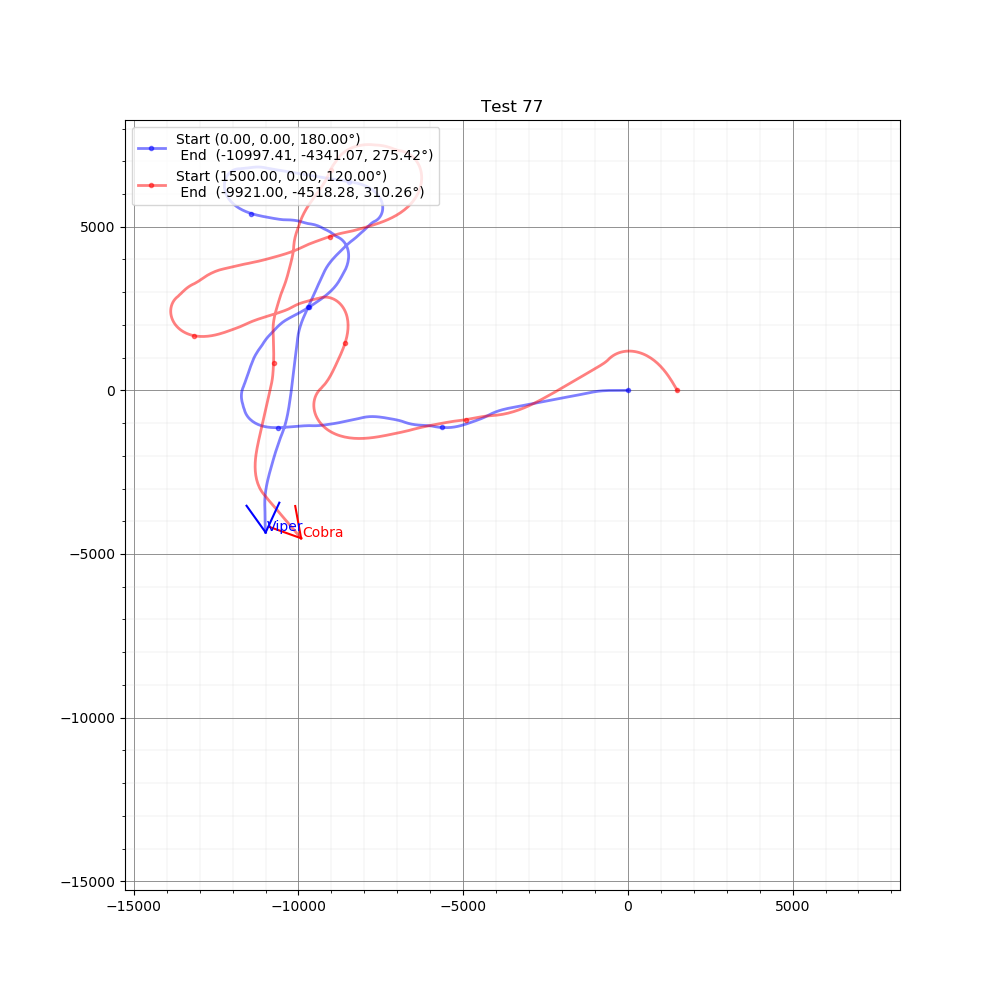 Test 77
Start (0.00, 0.00, 180.00°)
End (-10997.41, -4341.07, 275.42°)
Start (1500.00, 0.00, 120.00°)
End (-9921.00, -4518.28, 310.26°)
5000
0
−5000
−10000
−15000
Viper
Cobra
−15000 −10000 −5000 0 5000